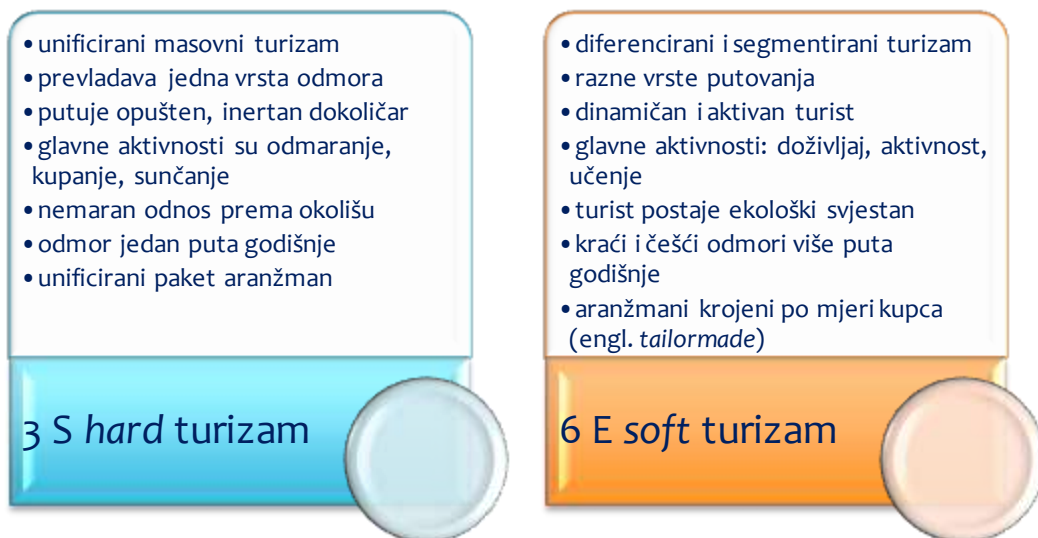 • unificirani masovni turizam
• prevladava jedna vrsta odmora
• putuje opušten, inertan dokoličar
• glavne aktivnosti su odmaranje,
kupanje, sunčanje
• nemaran odnos prema okolišu
• odmor jedan puta godišnje
• unificirani paket aranžman
3 S hard turizam
• diferencirani i segmentirani turizam
• razne vrste putovanja
• dinamičan i aktivan turist
• glavne aktivnosti: doživljaj, aktivnost,
učenje
• turist postaje ekološki svjestan
• kraći i češći odmori više puta
godišnje
• aranžmani krojeni po mjeri kupca
(engl. tailormade)
6 E soft turizam